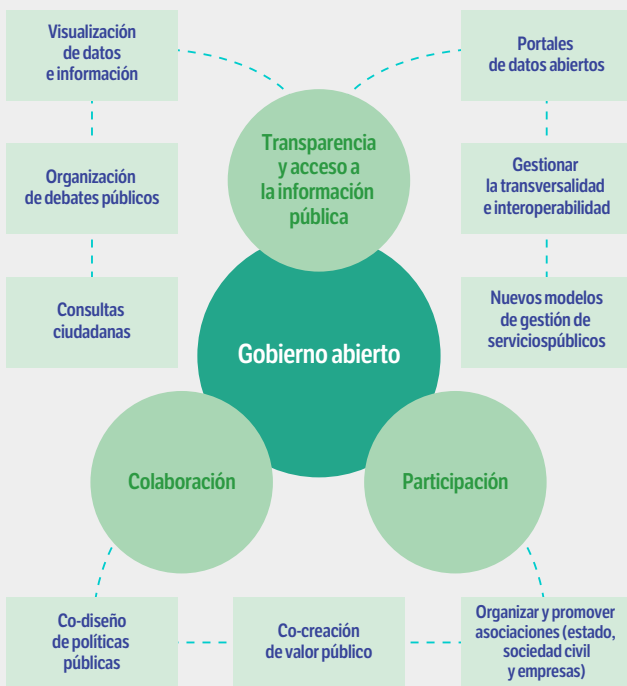 Visualización
de datos
e información
Portales
de datos abiertos
Transparencia
y acceso a
la información
pública
Organización
de debates públicos
Gestionar
la transversalidad
e interoperabilidad
Consultas
ciudadanas
Nuevos modelos
de gestión de
serviciospúblicos
Gobierno abierto
Colaboración
Participación
Co-diseño
de políticas
públicas
Co-creación
de valor público
Organizar y promover
asociaciones (estado,
sociedad civil
y empresas)